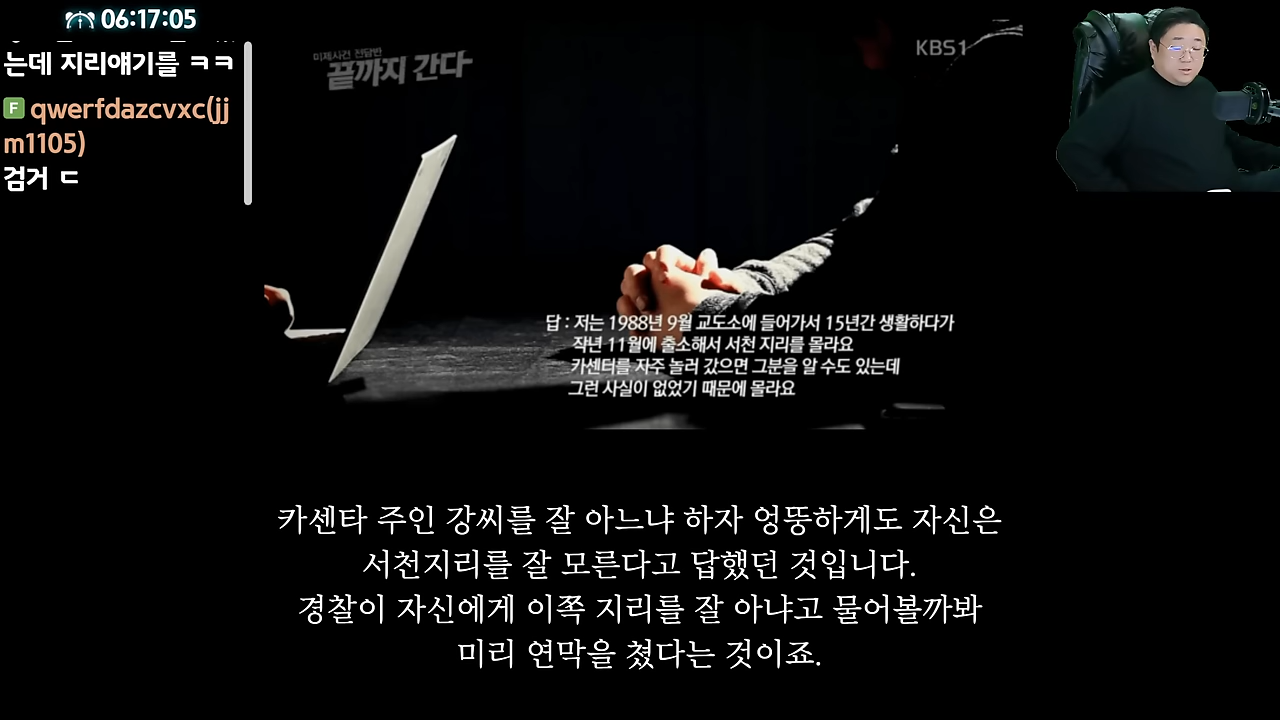 06:17:05
는데 지리얘기를 ㅋㅋ
F qwerfdazcvxc(jj
m1105)
검거 ㄷ
미제사건 전담반
끝까지 간다
KBS1
답 : 저는 1988년 9월 교도소에 들어가서 15년간 생활하다가
작년 11월에 출소해서 서천 지리를 몰라요
카센터를 자주 놀러 갔으면 그분을 알 수도 있는데
그런 사실이 없었기 때문에 몰라요
카센타 주인 강씨를 잘 아느냐 하자 엉뚱하게도 자신은
서천지리를 잘 모른다고 답했던 것입니다.
경찰이 자신에게 이쪽 지리를 잘 아냐고 물어볼까봐
미리 연막을 쳤다는 것이죠.